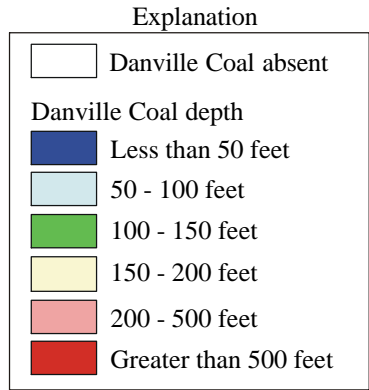 Explanation
Danville Coal absent
Danville Coal depth
Less than 50 feet
50 - 100 feet
100 - 150 feet
150 - 200 feet
200 - 500 feet
Greater than 500 feet